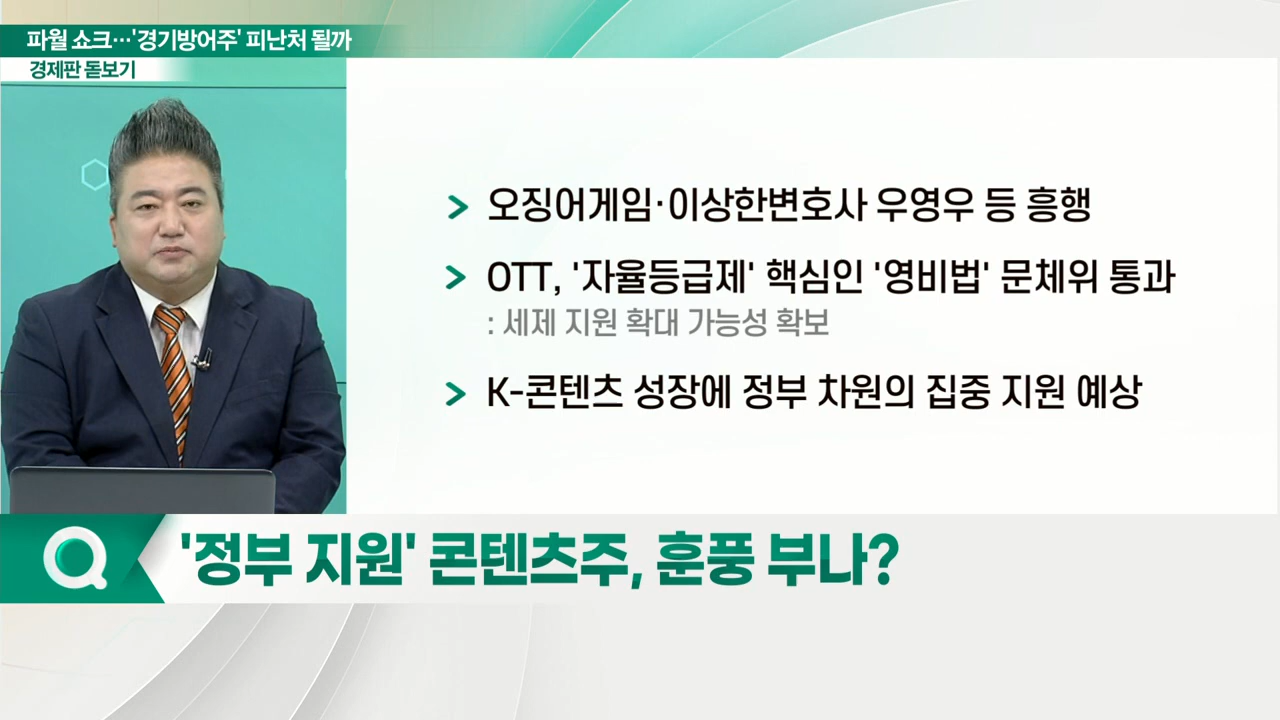 파월 쇼크…'경기방어주' 피난처 될까
경제판 돋보기
> 오징어게임·이상한변호사 우영우 등 흥행
> OTT, '자율등급제' 핵심인 '영비법' 문체위 통과
: 세제 지원 확대 가능성 확보
> K-콘텐츠 성장에 정부 차원의 집중 지원 예상
Q '정부 지원' 콘텐츠주, 훈풍 부나?